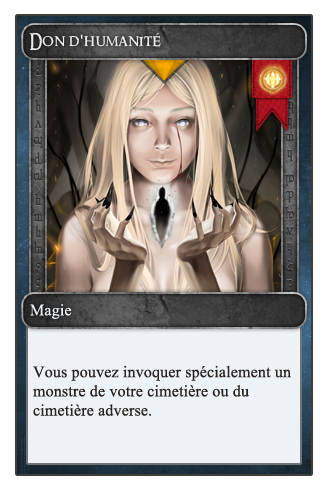 Don d'humanité
Magie
Vous pouvez invoquer spécialement un
monstre de votre cimetière ou du
cimetière adverse.